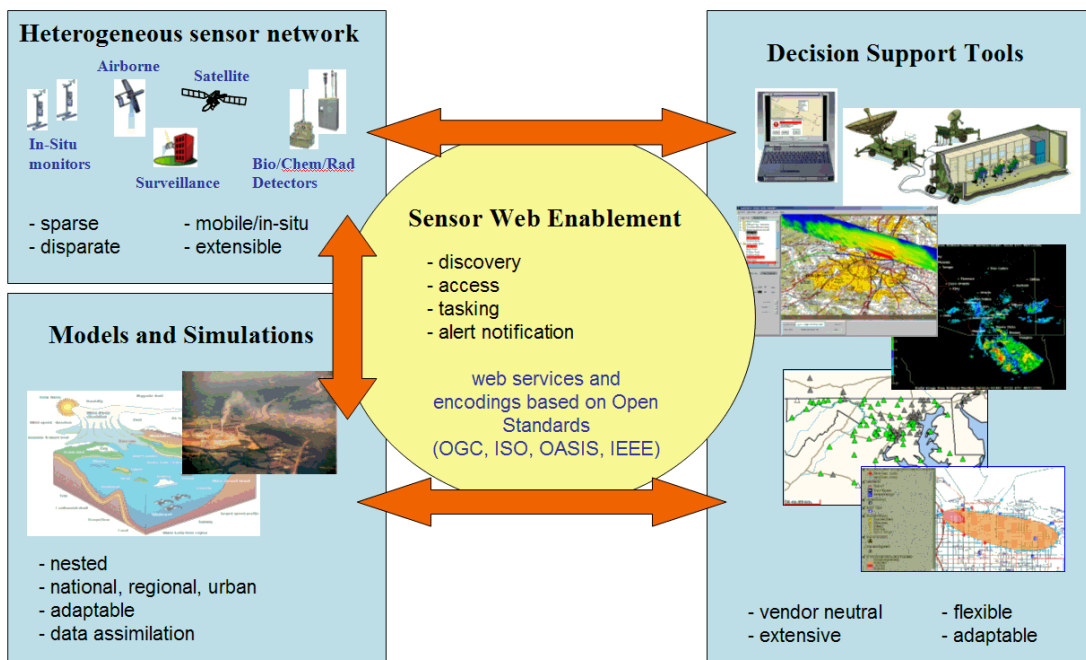 Heterogeneous sensor network
Airborne
Satellite
In-Situ
monitors
Surveillance
Bio/Chem/Rad
Detectors
- sparse
- disparate
- mobile/in-situ
- extensible
Models and Simulations
- nested
- national, regional, urban
- adaptable
- data assimilation
Sensor Web Enablement
- discovery
- access
- tasking
- alert notification
web services and
encodings based on Open
Standards
(OGC, ISO, OASIS, IEEE)
Decision Support Tools
- vendor neutral
- extensive
- flexible
- adaptable